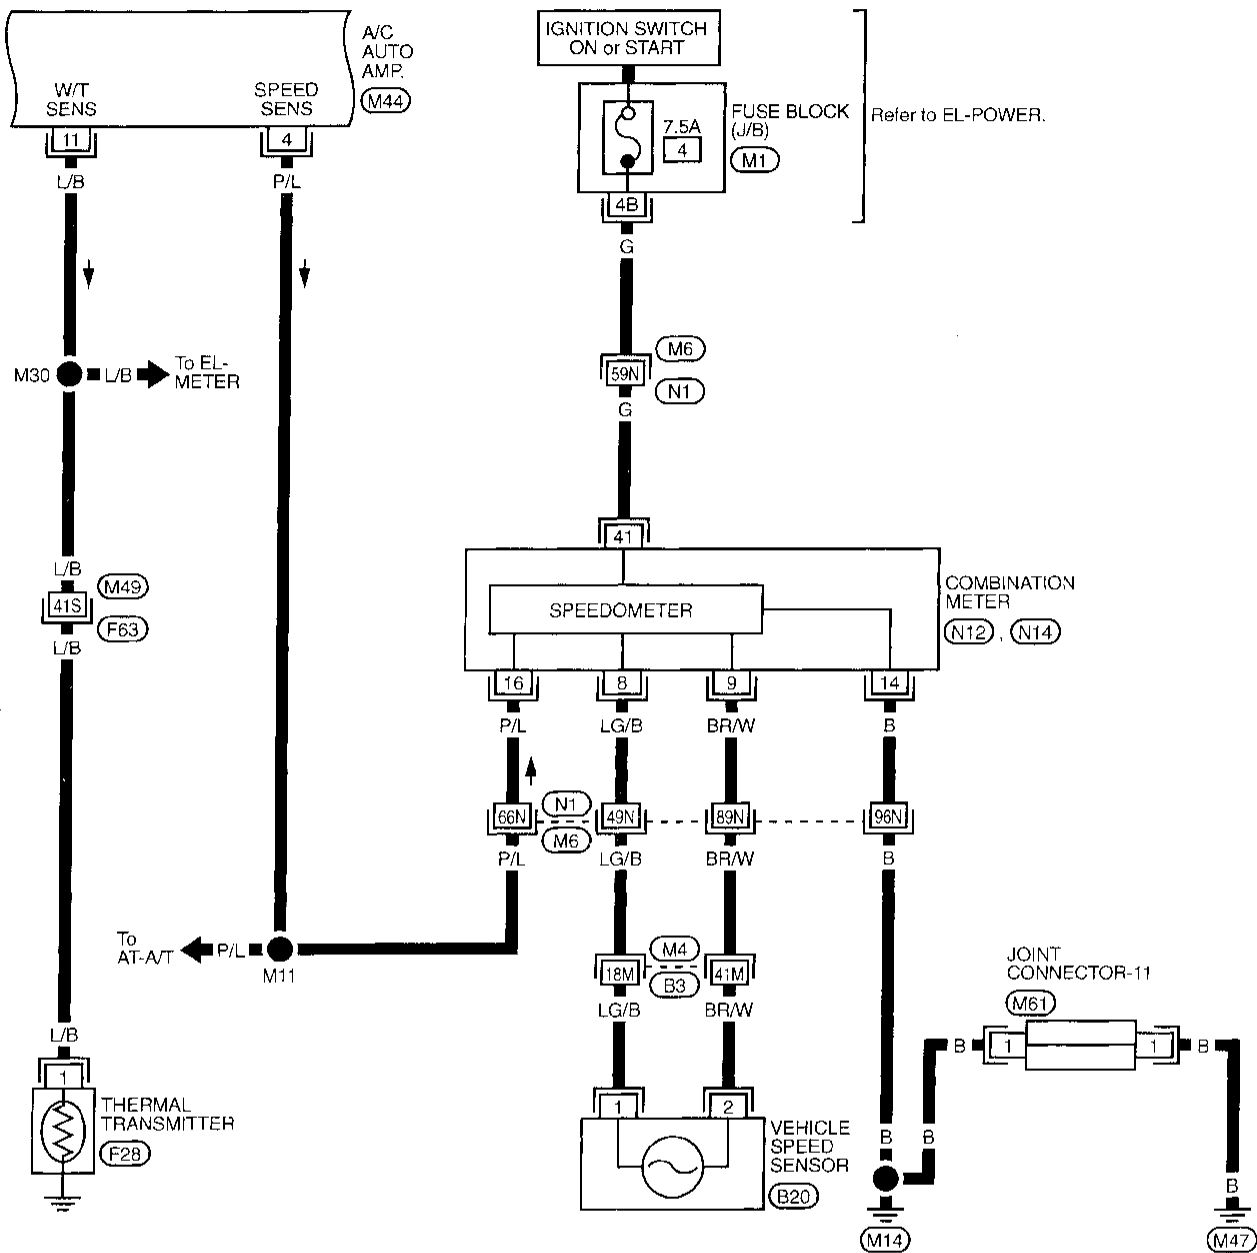 IGNITION SWITCH
ON or START
A/C
AUTO
AMP.
M44
W/T
SENS
SPEED
SENS
11
4
L/B
P/L
FUSE BLOCK
(J/B)
M1
Refer to EL-POWER.
7.5A
4
4B
G
M6
59N
N1
G
M30
L/B
To EL-
METER
41
L/B
M49
41S
F63
L/B
SPEEDOMETER
COMBINATION
METER
N12 , N14
16
8
9
14
P/L
LG/B
BR/W
B
N1
66N
49N
89N
96N
M6
P/L
LG/B
BR/W
B
To
AT-A/T
P/L
M11
M4
18M
41M
B3
LG/B
BR/W
JOINT
CONNECTOR-11
M61
B
1
1
B
L/B
1
THERMAL
TRANSMITTER
F28
1
2
VEHICLE
SPEED
SENSOR
B20
B
B
B
M14
M47